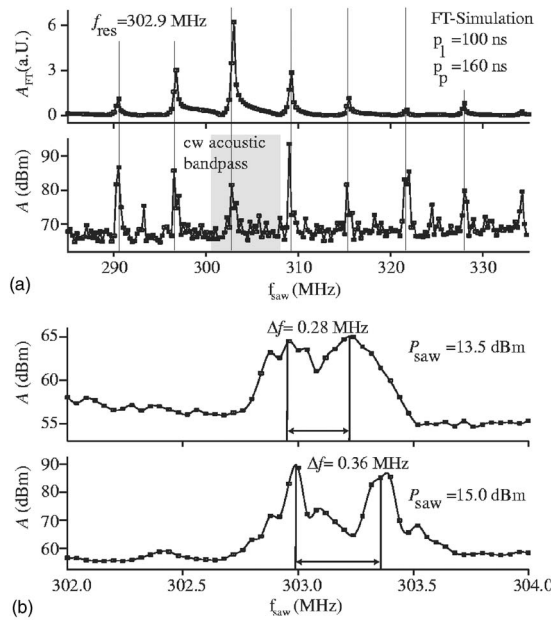 (a)
f_res=302.9 MHz
FT-Simulation
p_l=100 ns
p_p=160 ns
A_FT(a.U.)
6
3
0
cw acoustic
bandpass
A (dBm)
90
80
70
290 300 310 320 330
f_saw(MHz)
(b)
Δf= 0.28 MHz
P_saw=13.5 dBm
A (dBm)
65
60
55
Δf= 0.36 MHz
P_saw=15.0 dBm
A (dBm)
90
80
70
60
302.0 302.5 303.0 303.5 304.0
f_saw(MHz)